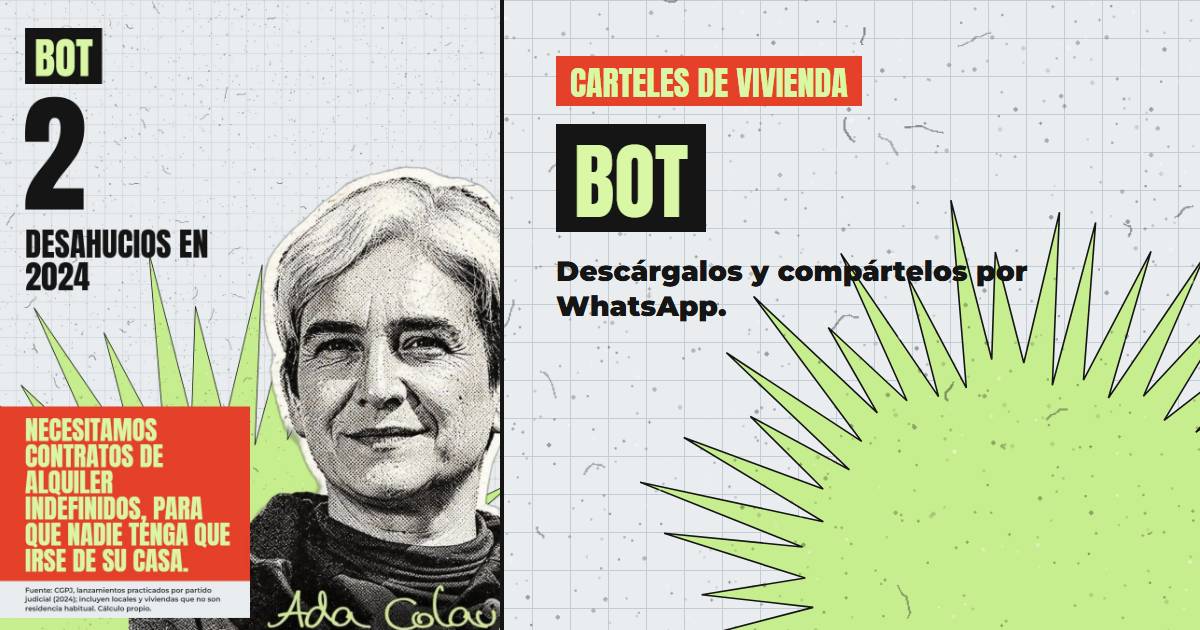 BOT
2
DESAHUCIOS EN
2024
NECESITAMOS
CONTRATOS DE
ALQUILER
INDEFINIDOS, PARA
QUE NADIE TENGA QUE
IRSE DE SU CASA.
Fuente: CGPJ, lanzamientos practicados por partido
judicial (2024); incluyen locales y viviendas que no son
residencia habitual. Cálculo propio.
Ada Colau
CARTELES DE VIVIENDA
BOT
Descárgalos y compártelos por
WhatsApp.